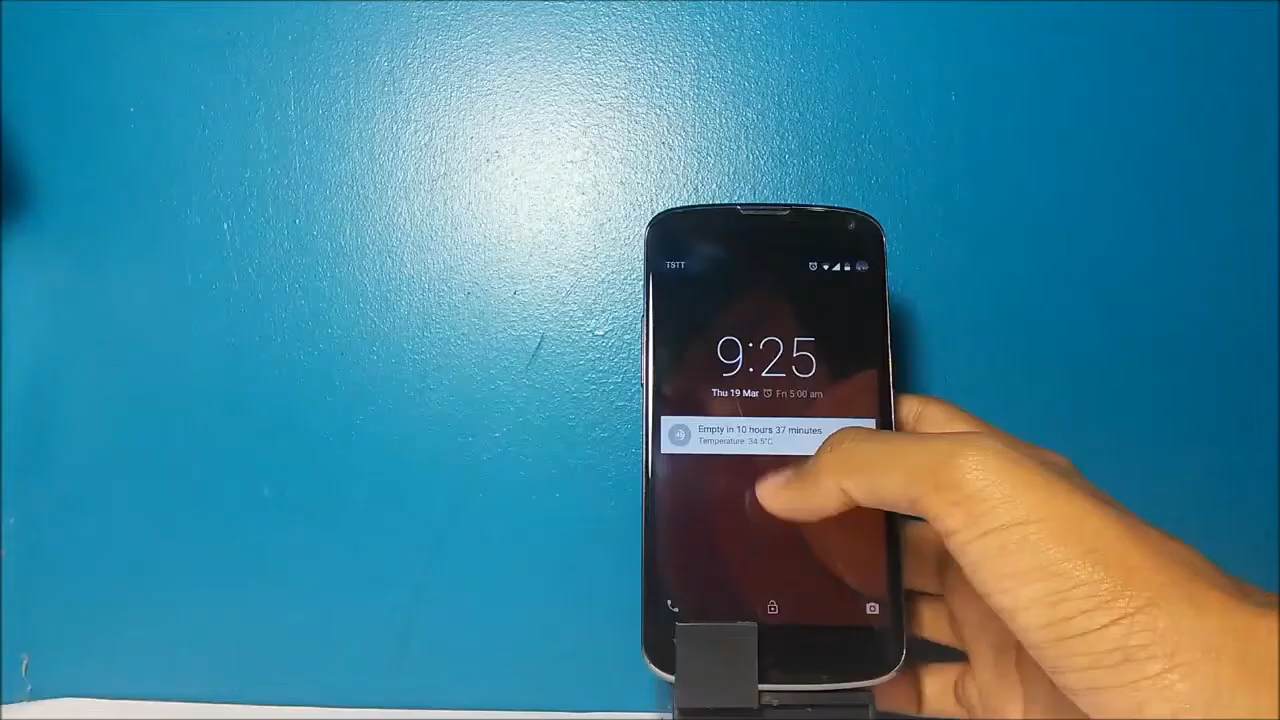 TSTT
9:25
Thu 19 Mar Fri 5:00 am
Empty in 10 hours 37 minutes
Temperature: 34.5°C